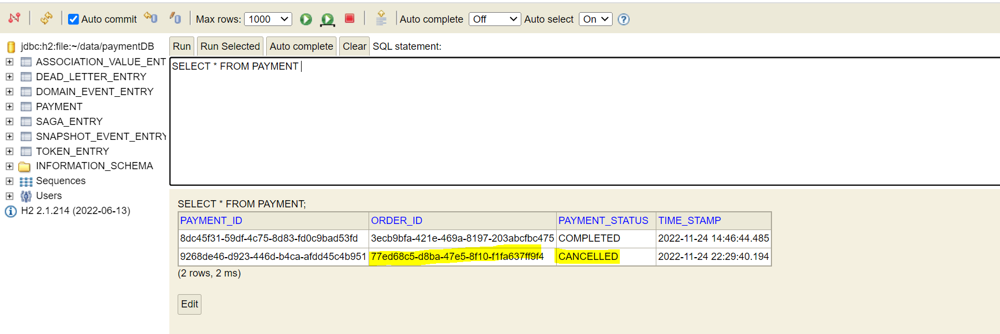 Auto commit Max rows: 1000 Auto complete Off Auto select On
jdbc:h2:file:~/data/paymentDB
ASSOCIATION_VALUE_ENT
DEAD_LETTER_ENTRY
DOMAIN_EVENT_ENTRY
PAYMENT
SAGA_ENTRY
SNAPSHOT_EVENT_ENTRY
TOKEN_ENTRY
INFORMATION_SCHEMA
Sequences
Users
H2 2.1.214 (2022-06-13)
Run Run Selected Auto complete Clear SQL statement:
SELECT * FROM PAYMENT
SELECT * FROM PAYMENT;
PAYMENT_ID ORDER_ID PAYMENT_STATUS TIME_STAMP
8dc45f31-59df-4c75-8d83-fd0c9bad53fd 3ecb9bfa-421e-469a-8197-203abcfbc475 COMPLETED 2022-11-24 14:46:44.485
9268de46-d923-446d-b4ca-afdd45c4b951 77ed68c5-d8ba-47e5-8f10-f1fa637ff9f4 CANCELLED 2022-11-24 22:29:40.194
(2 rows, 2 ms)
Edit